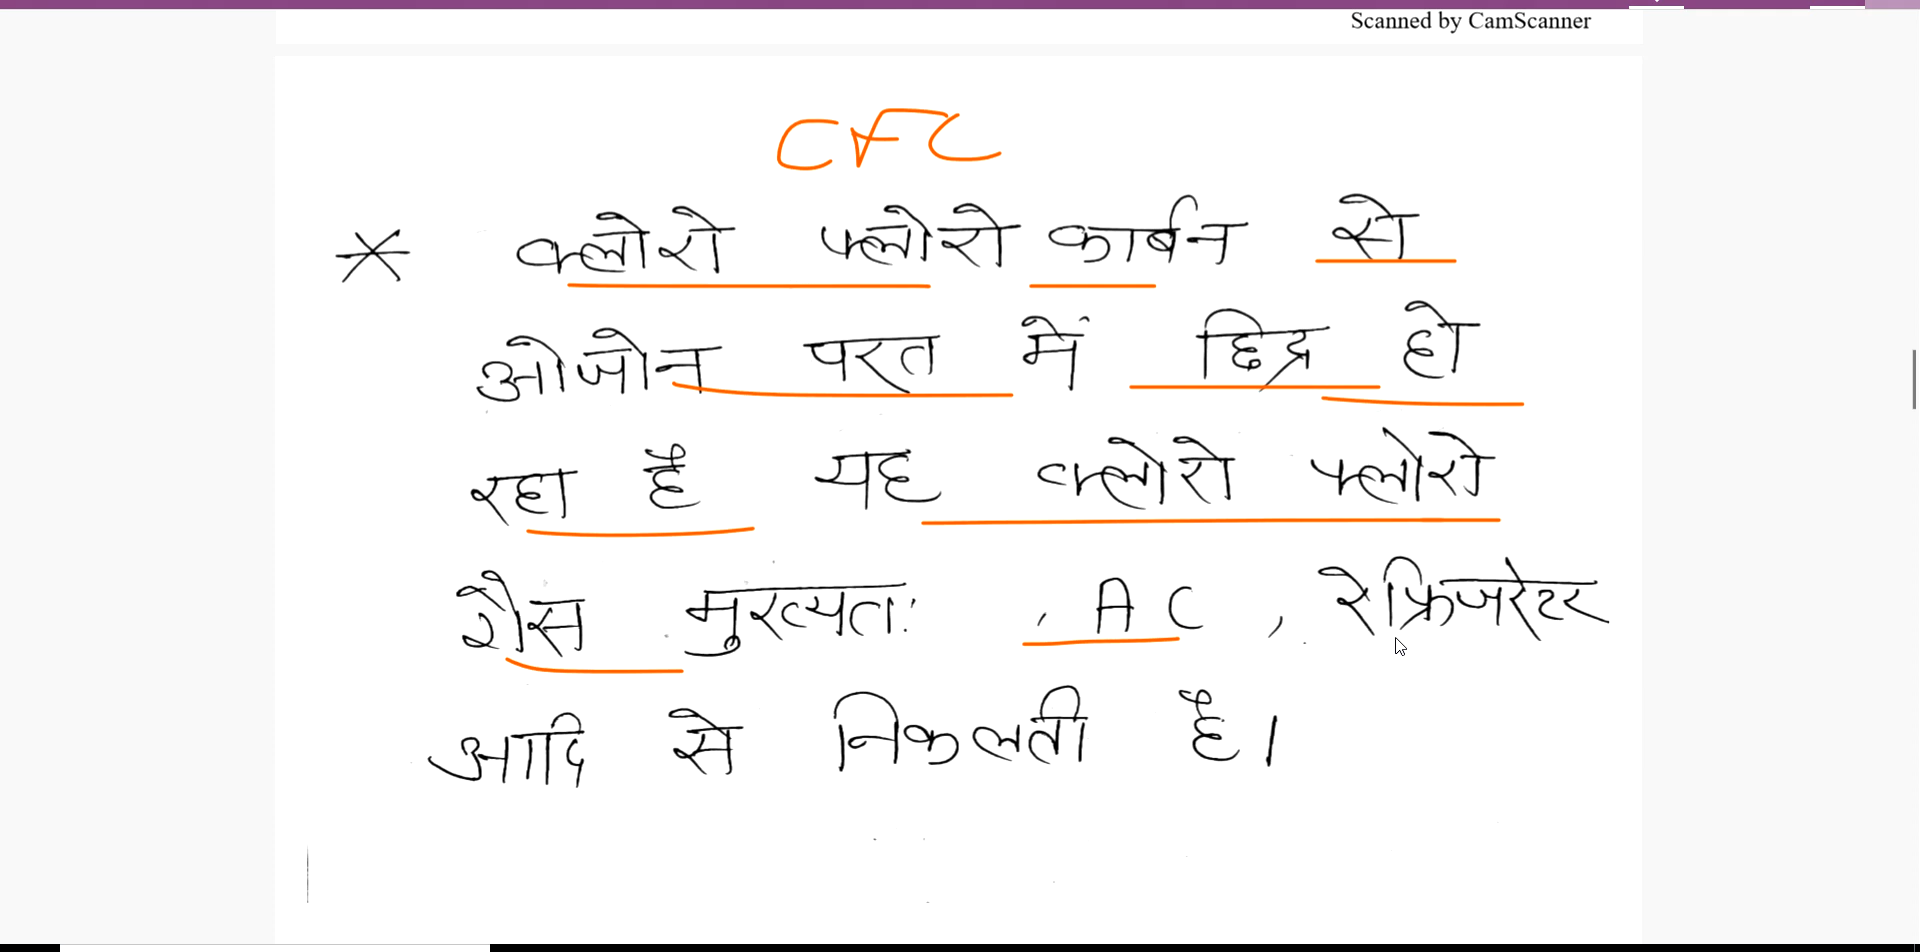 Scanned by CamScanner
CFC
* क्लोरो फ्लोरो कार्बन से
ओजोन परत में छिद्र हो
रहा है यह क्लोरो फ्लोरो
गैस मुख्यतः , AC , रेफ्रिजरेटर
आदि से निकलती है।